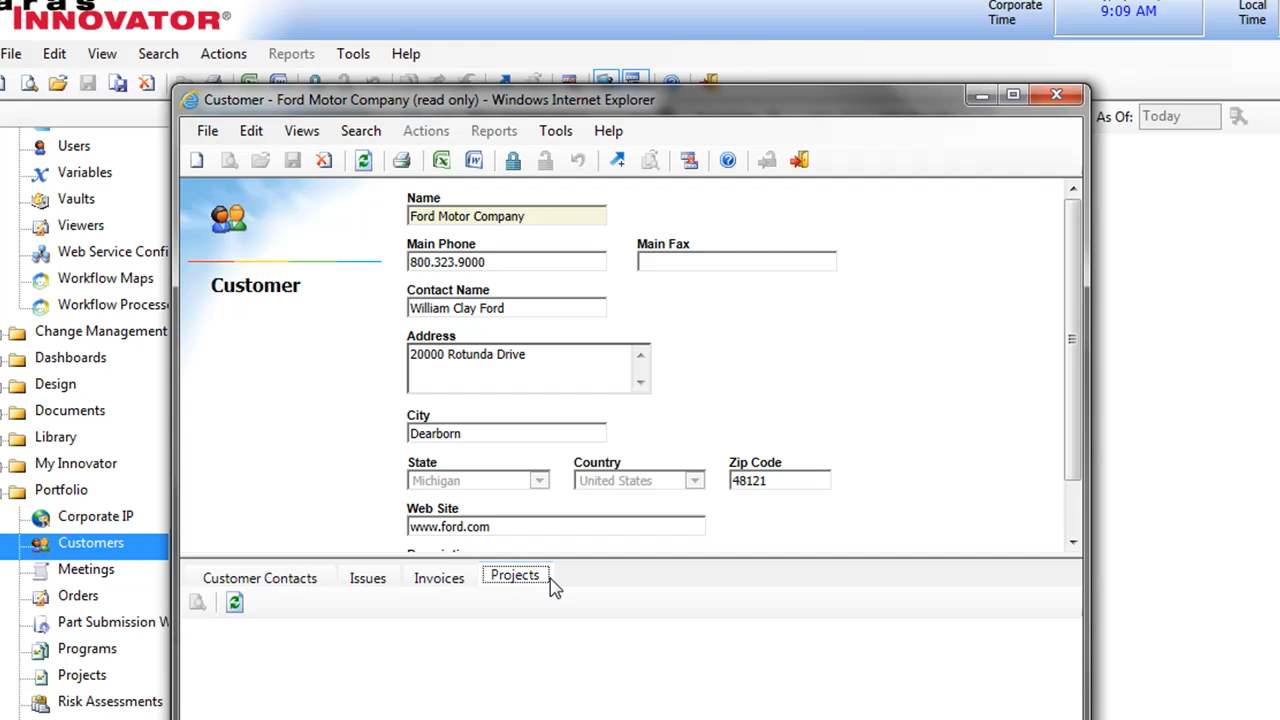 INNOVATOR®
Corporate
Time
9:09 AM
Local
Time
File Edit View Search Actions Reports Tools Help
Customer - Ford Motor Company (read only) - Windows Internet Explorer
As Of: Today
File Edit Views Search Actions Reports Tools Help
Users
Variables
Vaults
Viewers
Web Service Confi
Workflow Maps
Workflow Processe
Change Management
Dashboards
Design
Documents
Library
My Innovator
Portfolio
Corporate IP
Customers
Meetings
Orders
Part Submission W
Programs
Projects
Risk Assessments
Customer
Name
Ford Motor Company
Main Phone Main Fax
800.323.9000
Contact Name
William Clay Ford
Address
20000 Rotunda Drive
City
Dearborn
State Country Zip Code
Michigan United States 48121
Web Site
www.ford.com
Customer Contacts Issues Invoices Projects